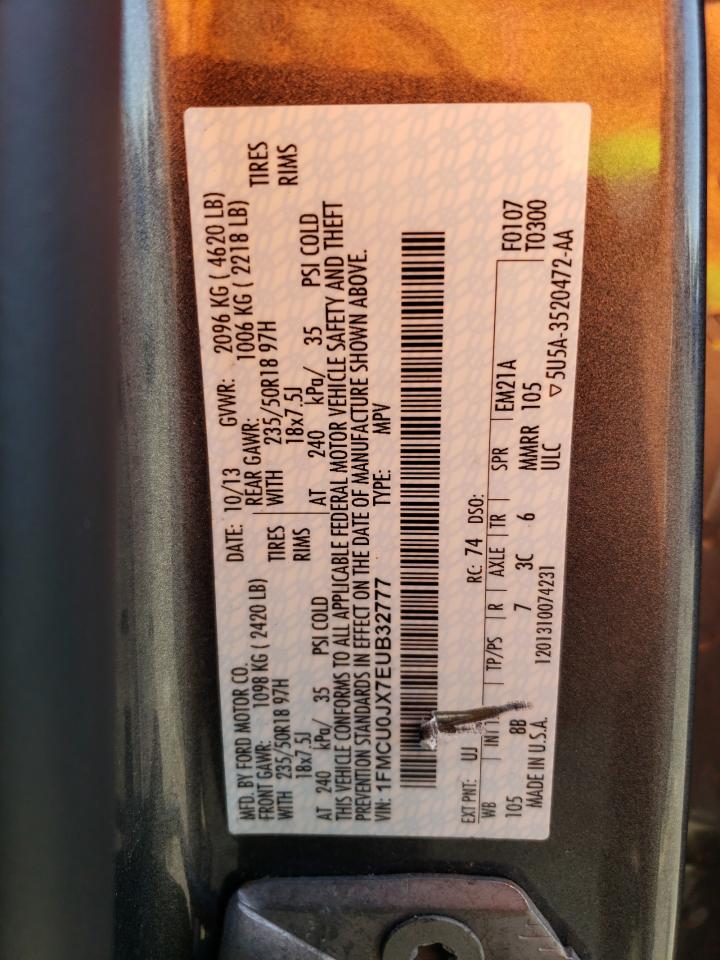 MFD. BY FORD MOTOR CO. DATE: 10/13 GVWR: 2096 KG ( 4620 LB)
FRONT GAWR: 1098 KG ( 2420 LB) REAR GAWR: 1006 KG ( 2218 LB)
WITH 235/50R18 97H TIRES WITH 235/50R18 97H TIRES
18x7.5J RIMS 18x7.5J RIMS
AT 240 kPa/ 35 PSI COLD AT 240 kPa/ 35 PSI COLD
THIS VEHICLE CONFORMS TO ALL APPLICABLE FEDERAL MOTOR VEHICLE SAFETY AND THEFT
PREVENTION STANDARDS IN EFFECT ON THE DATE OF MANUFACTURE SHOWN ABOVE.
VIN: 1FMCU0JX7EUB32777 TYPE: MPV
EXT PNT: UJ RC: 74 DSO: F0107
WB INT TP/PS R AXLE TR SPR EM21A T0300
105 8B 7 3C 6 MMRR 105
MADE IN U.S.A. 1201310074231 ULC ▽5U5A-3520472-AA